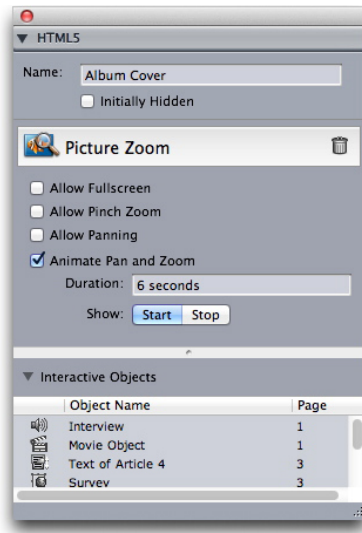 HTML5
Name: Album Cover
Initially Hidden
Picture Zoom
Allow Fullscreen
Allow Pinch Zoom
Allow Panning
Animate Pan and Zoom
Duration: 6 seconds
Show: Start Stop
Interactive Objects
Object Name Page
Interview 1
Movie Object 1
Text of Article 4 3
Survey 3